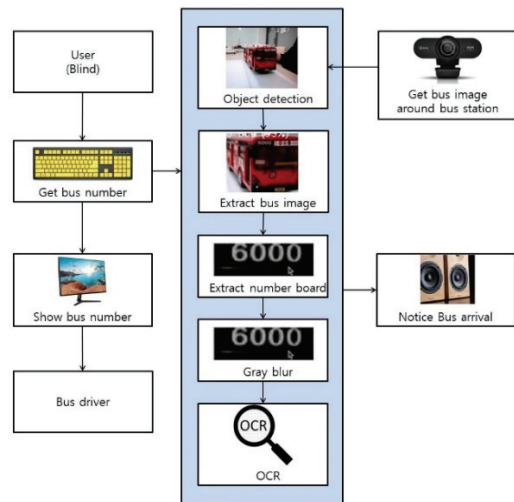 User
(Blind)
Get bus number
Show bus number
Bus driver
Object detection
Extract bus image
6000
Extract number board
6000
Gray blur
OCR
OCR
Get bus image
around bus station
Notice Bus arrival